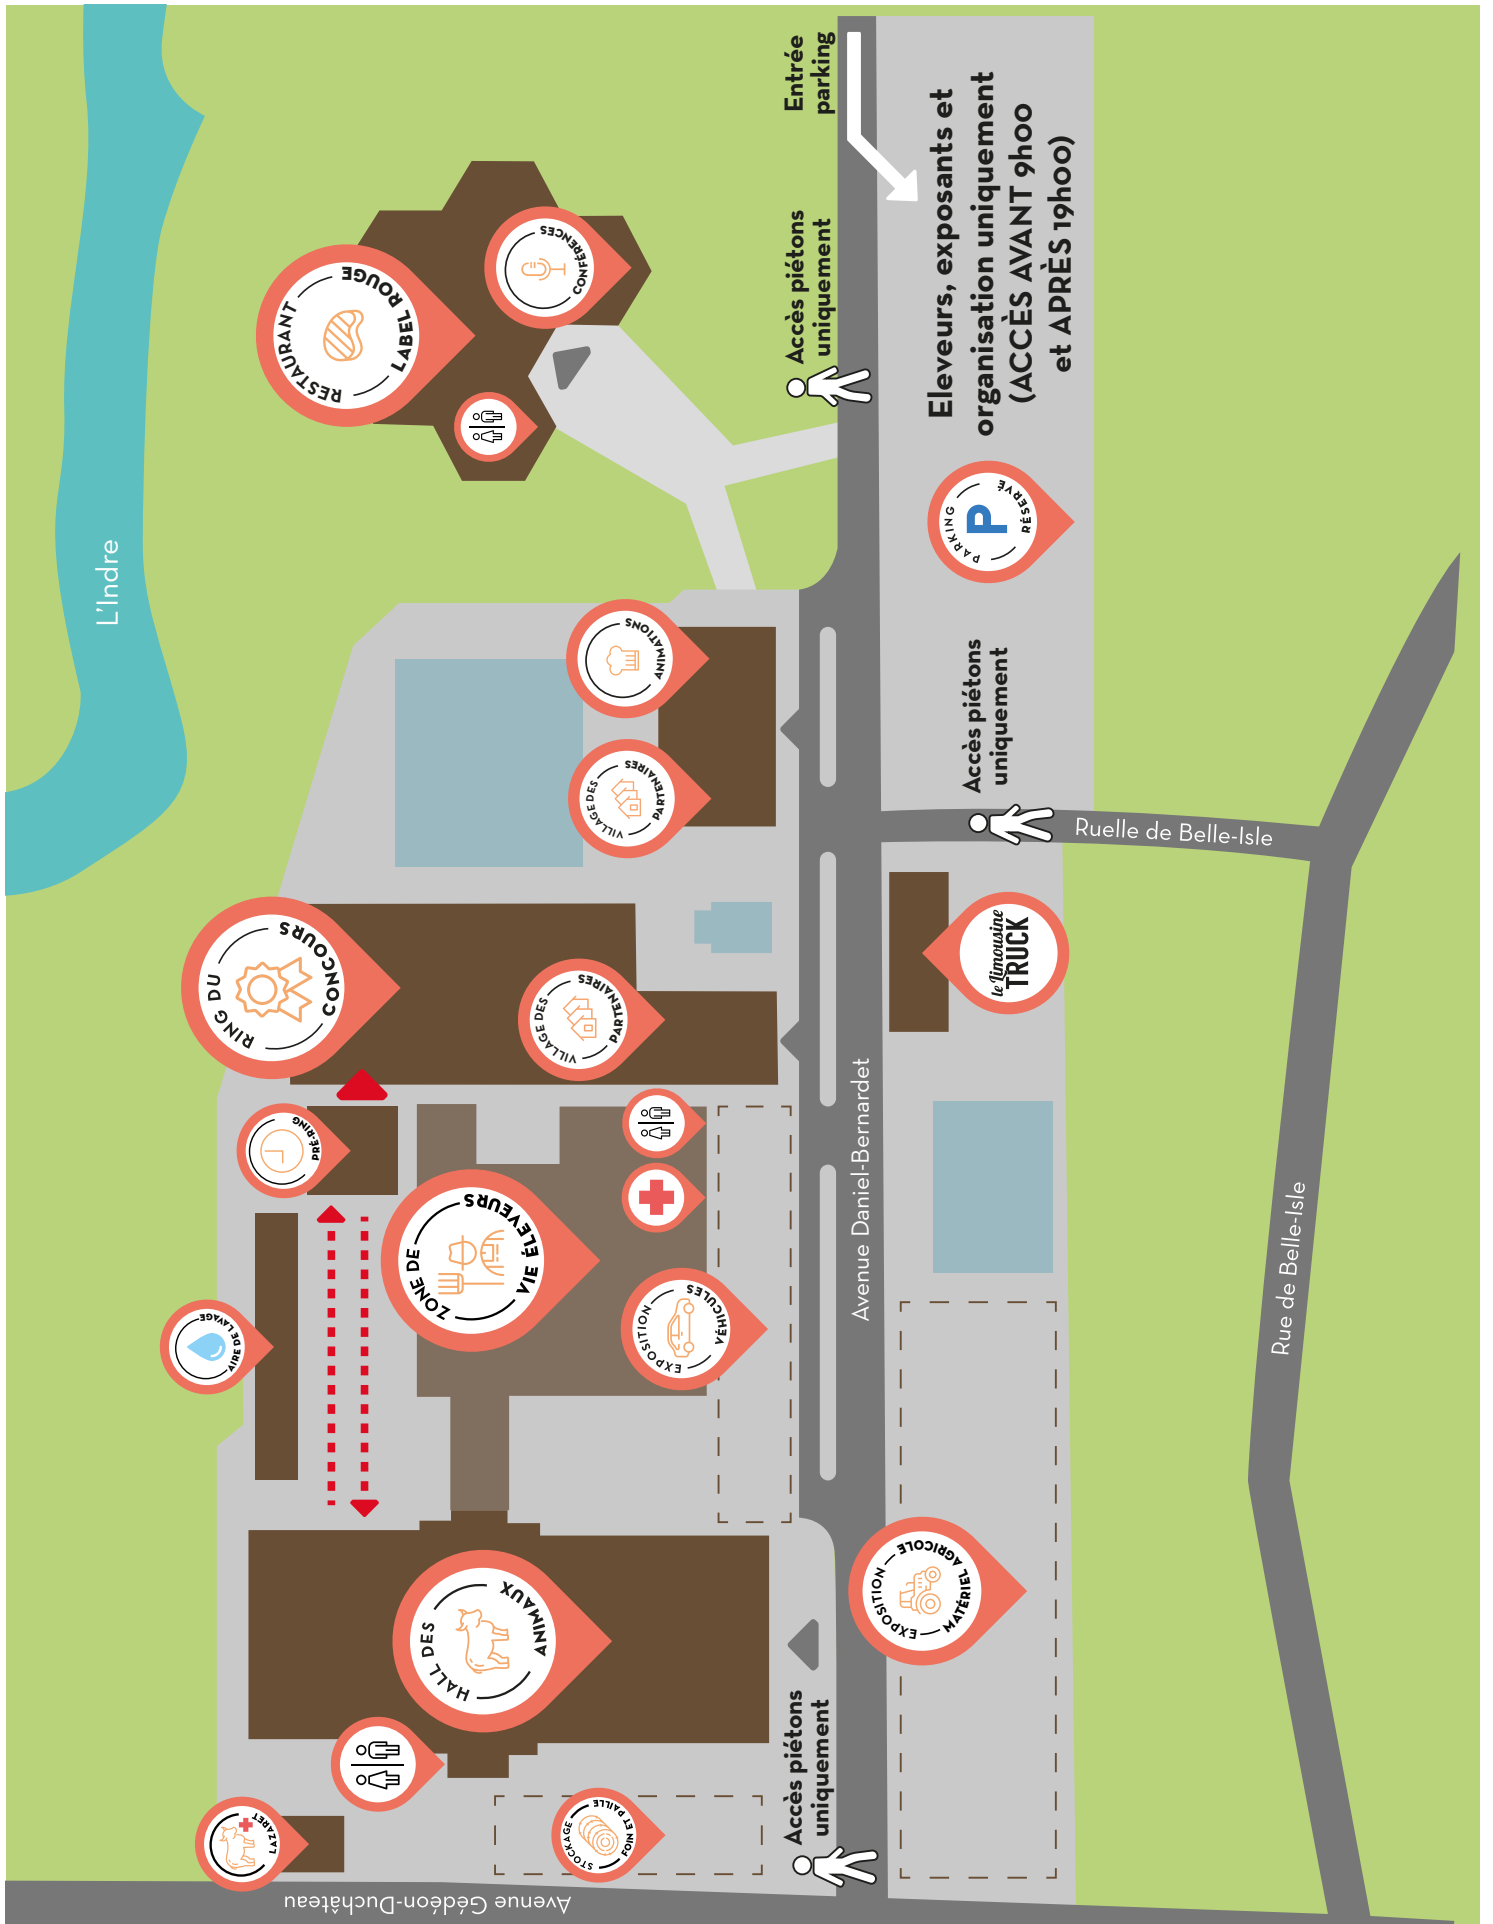 L'Indre
RESTAURANT
LABEL ROUGE
CONFÉRENCES
Entrée
parking
Accès piétons
uniquement
Eleveurs, exposants et
organisation uniquement
(ACCÈS AVANT 9h00
et APRÈS 19h00)
PARKING
P
RÉSERVÉ
ANIMATIONS
VILLAGE DES
PARTENAIRES
Accès piétons
uniquement
Ruelle de Belle-Isle
RING DU
CONCOURS
VILLAGE DES
PARTENAIRES
le Limousine
TRUCK
PRÉ-RING
AIRE DE LAVAGE
ZONE DE
VIE ÉLEVEURS
EXPOSITION
VÉHICULES
Avenue Daniel-Bernardet
Rue de Belle-Isle
HALL DES
ANIMAUX
EXPOSITION
MATÉRIEL AGRICOLE
LAZARET
STOCKAGE
FOIN ET PAILLE
Accès piétons
uniquement
Avenue Gédéon-Duchâteau